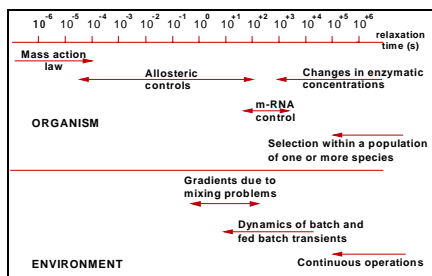 10⁻⁶ 10⁻⁵ 10⁻⁴ 10⁻³ 10⁻² 10⁻¹ 10⁰ 10⁺¹ 10⁺² 10⁺³ 10⁺⁴ 10⁺⁵ 10⁺⁶
relaxation
time (s)
Mass action
law
Allosteric
controls
Changes in enzymatic
concentrations
m-RNA
control
ORGANISM
Selection within a population
of one or more species
Gradients due to
mixing problems
Dynamics of batch and
fed batch transients
ENVIRONMENT
Continuous operations